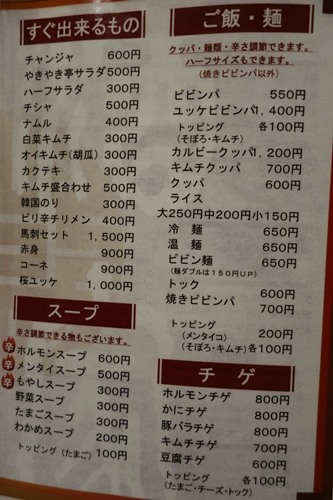 すぐ出来るもの
チャンジャ 600円
やきやき亭サラダ500円
ハーフサラダ 300円
チシャ 500円
ナムル 400円
白菜キムチ 300円
オイキムチ(胡瓜) 300円
カクテキ 300円
キムチ盛合わせ 500円
韓国のり 300円
ピリ辛チリメン 400円
馬刺セット 1,500円
赤身 900円
コーネ 900円
桜ユッケ 1,000円
スープ
辛さ調節できる物もございます。
辛 ホルモンスープ 600円
辛 メンタイスープ 500円
辛 もやしスープ 300円
野菜スープ 300円
たまごスープ 300円
わかめスープ 200円
トッピング(たまご)100円
ご飯・麺
クッパ・麺類・辛さ調節できます。
ハーフサイズもできます。
(焼きビビンバ以外)
ビビンバ 550円
ユッケビビンバ1,400円
トッピング 各100円
(そぼろ・キムチ)
カルビークッパ1,200円
キムチクッパ 700円
クッパ 600円
ライス
大250円中200円小150円
冷 麺 650円
温 麺 650円
ビビン麺 650円
(麺ダブルは150円UP)
トック 600円
焼きビビンバ 700円
トッピング
(メンタイコ) 200円
(そぼろ・キムチ)各100円
チゲ
ホルモンチゲ 800円
かにチゲ 800円
豚バラチゲ 800円
キムチチゲ 700円
豆腐チゲ 600円
トッピング 各100円
(たまご・チーズ・トック)